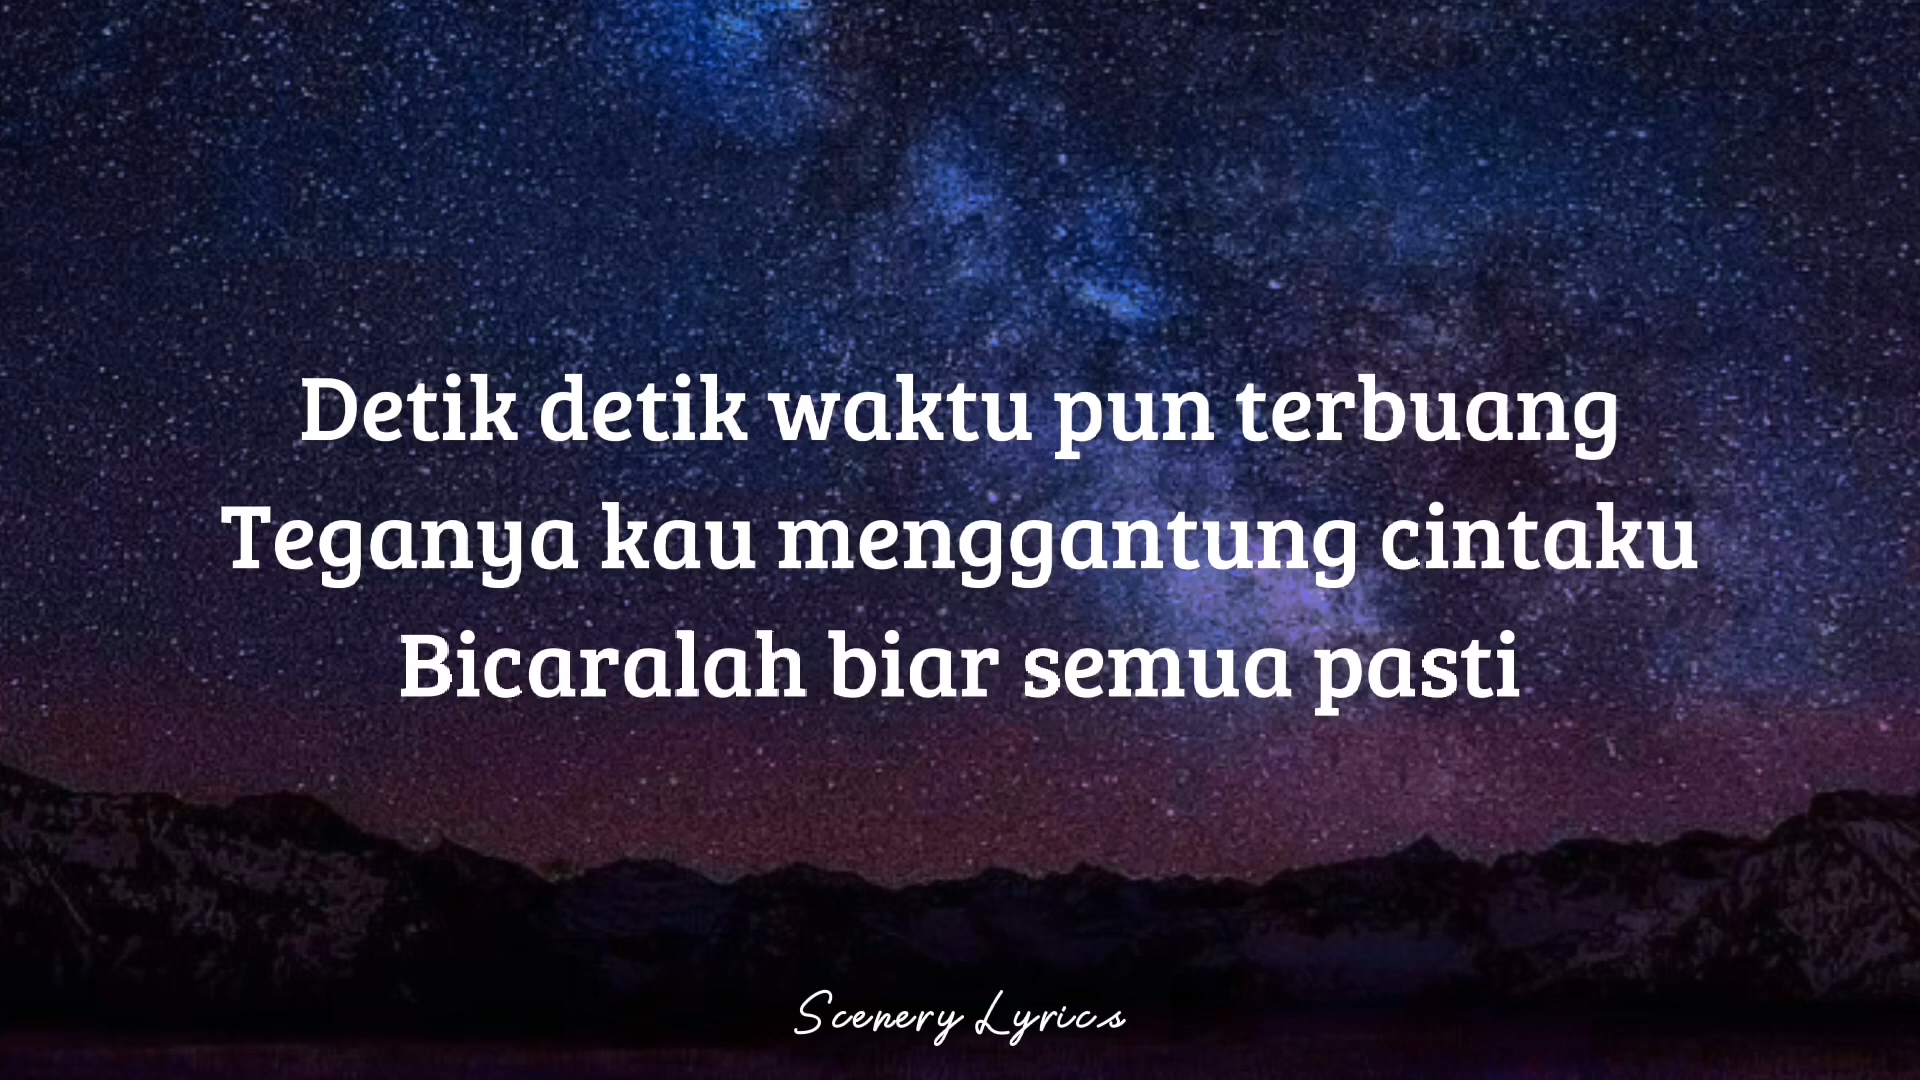 Detik detik waktu pun terbuang
Teganya kau menggantung cintaku
Bicaralah biar semua pasti
Scenery Lyrics